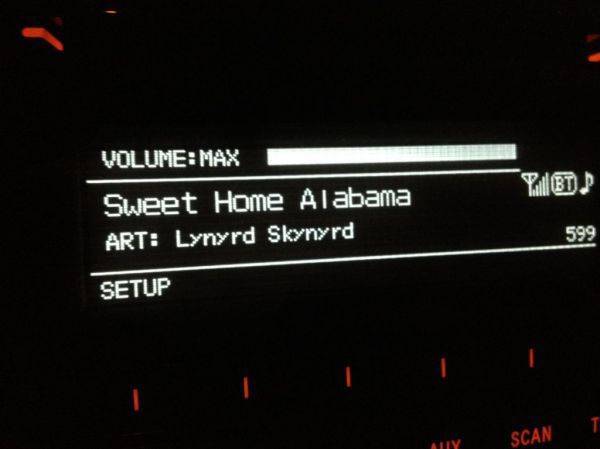 VOLUME:MAX
Sweet Home Alabama
BT
ART: Lynyrd Skynyrd
599
SETUP
AUX SCAN